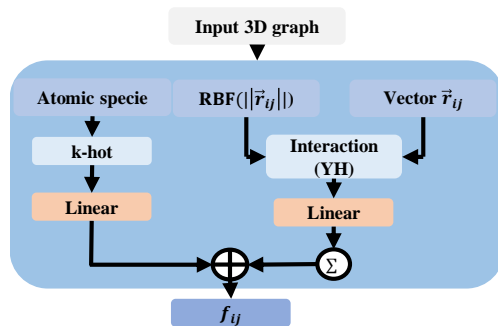 Input 3D graph
Atomic specie
RBF(||r⃗ᵢⱼ||)
Vector r⃗ᵢⱼ
k-hot
Interaction
(YH)
Linear
Linear
Σ
fᵢⱼ